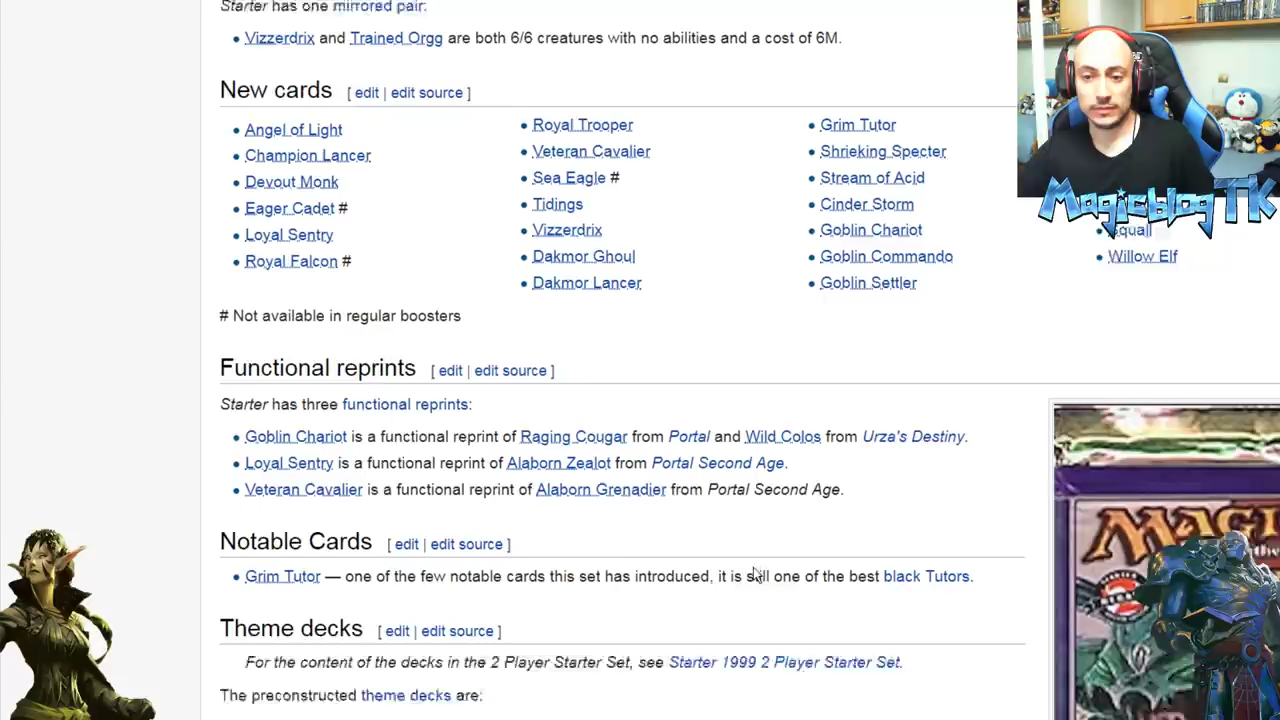 Starter has one mirrored pair:
Vizzerdrix and Trained Orgg are both 6/6 creatures with no abilities and a cost of 6M.
New cards [ edit | edit source ]
Angel of Light
Champion Lancer
Devout Monk
Eager Cadet #
Loyal Sentry
Royal Falcon #
Royal Trooper
Veteran Cavalier
Sea Eagle #
Tidings
Vizzerdrix
Dakmor Ghoul
Dakmor Lancer
Grim Tutor
Shrieking Specter
Stream of Acid
Cinder Storm
Goblin Chariot
Goblin Commando
Goblin Settler
Squall
Willow Elf
MagicblogTK
# Not available in regular boosters
Functional reprints [ edit | edit source ]
Starter has three functional reprints:
Goblin Chariot is a functional reprint of Raging Cougar from Portal and Wild Colos from Urza's Destiny.
Loyal Sentry is a functional reprint of Alaborn Zealot from Portal Second Age.
Veteran Cavalier is a functional reprint of Alaborn Grenadier from Portal Second Age.
Notable Cards [ edit | edit source ]
Grim Tutor — one of the few notable cards this set has introduced, it is still one of the best black Tutors.
Theme decks [ edit | edit source ]
For the content of the decks in the 2 Player Starter Set, see Starter 1999 2 Player Starter Set.
The preconstructed theme decks are: